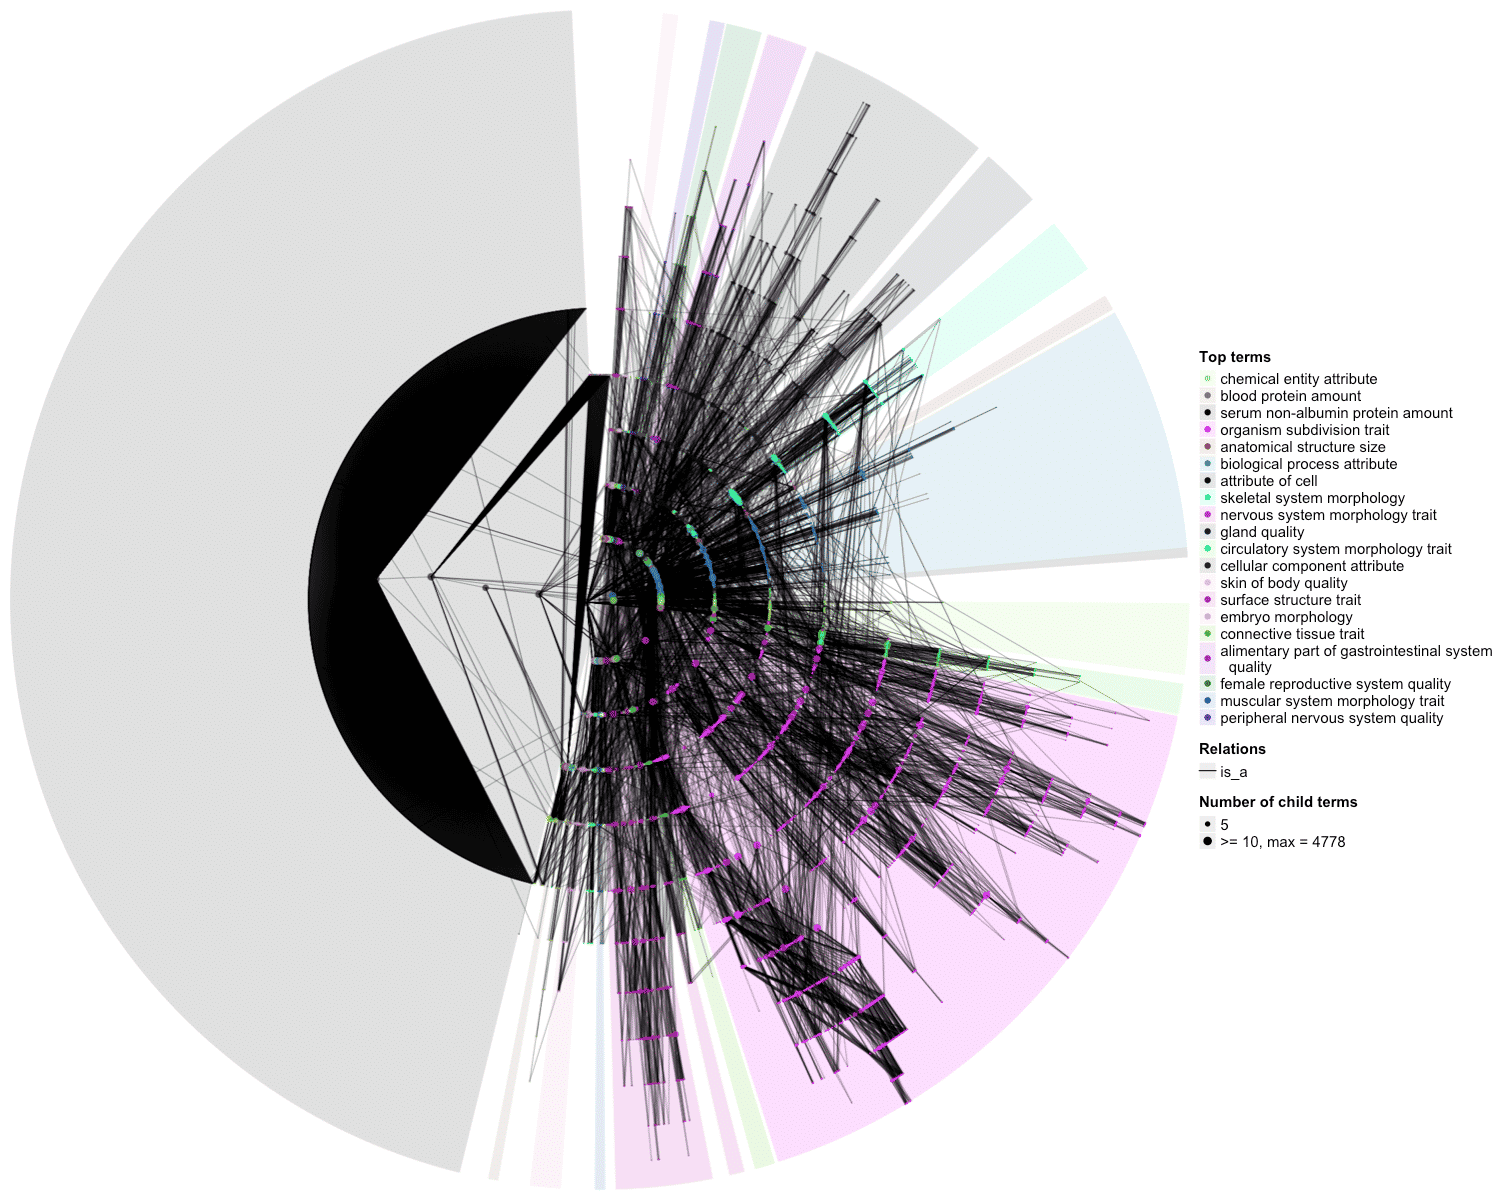 Top terms
chemical entity attribute
blood protein amount
serum non-albumin protein amount
organism subdivision trait
anatomical structure size
biological process attribute
attribute of cell
skeletal system morphology
nervous system morphology trait
gland quality
circulatory system morphology trait
cellular component attribute
skin of body quality
surface structure trait
embryo morphology
connective tissue trait
alimentary part of gastrointestinal system
quality
female reproductive system quality
muscular system morphology trait
peripheral nervous system quality
Relations
is_a
Number of child terms
5
>= 10, max = 4778